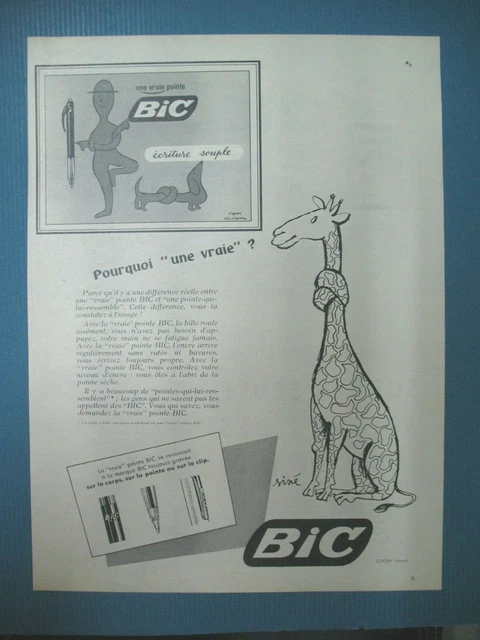 une vraie pointe
BiC
écriture souple
Pourquoi "une vraie" ?
Parce qu'il y a une différence réelle entre
une "vraie" pointe BIC et "une pointe-qui-
lui-ressemble". Cette différence, vous la
constatez à l'usage !
Avec la "vraie" pointe BIC, la bille roule
aisément, vous n'avez pas besoin d'ap-
puyez, votre main ne se fatigue jamais.
Avec la "vraie" pointe BIC, l'encre arrive
régulièrement sans ratés ni bavures,
vous écrivez toujours propre. Avec la
"vraie" pointe BIC, vous contrôlez votre
niveau d'encre : vous êtes à l'abri de la
panne sèche.
Il y a beaucoup de "pointes-qui-lui-res-
semblent"* ; les gens qui ne savent pas les
appellent des "BIC". Vous qui savez, vous
demandez la "vraie" pointe BIC.
La "vraie" pointe BIC se reconnaît
à la marque BIC toujours gravée
sur le corps, sur la pointe ou sur le clip.
siné
BiC